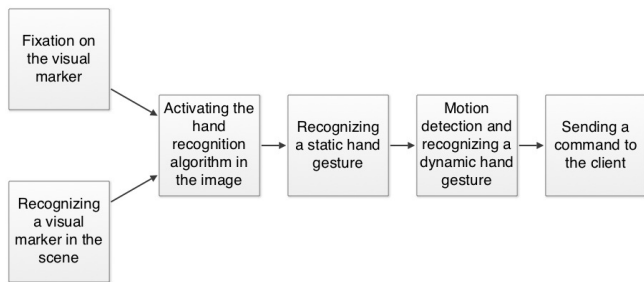 Fixation on
the visual
marker
Recognizing
a visual
marker in the
scene
Activating the
hand
recognition
algorithm in
the image
Recognizing
a static hand
gesture
Motion
detection and
recognizing a
dynamic hand
gesture
Sending a
command to
the client